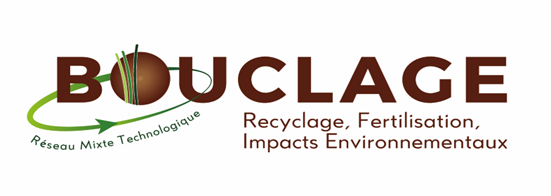 BOUCLAGE
Réseau Mixte Technologique
Recyclage, Fertilisation,
Impacts Environnementaux